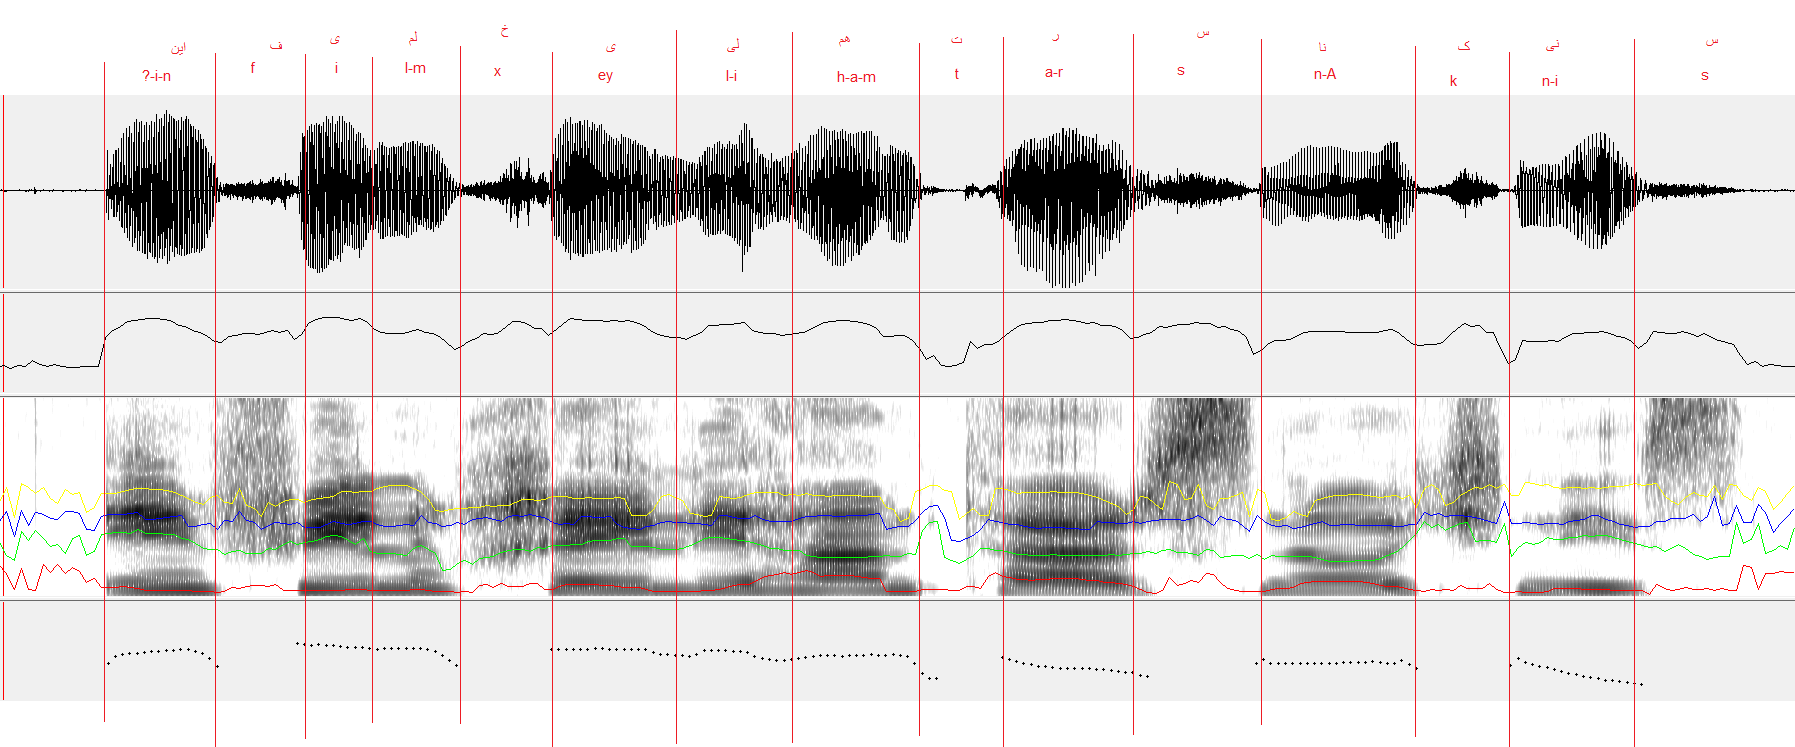 این ف ی لم خ ی لی هم ت ر س نا ک نی س
?-i-n f i l-m x ey l-i h-a-m t a-r s n-A k n-i s